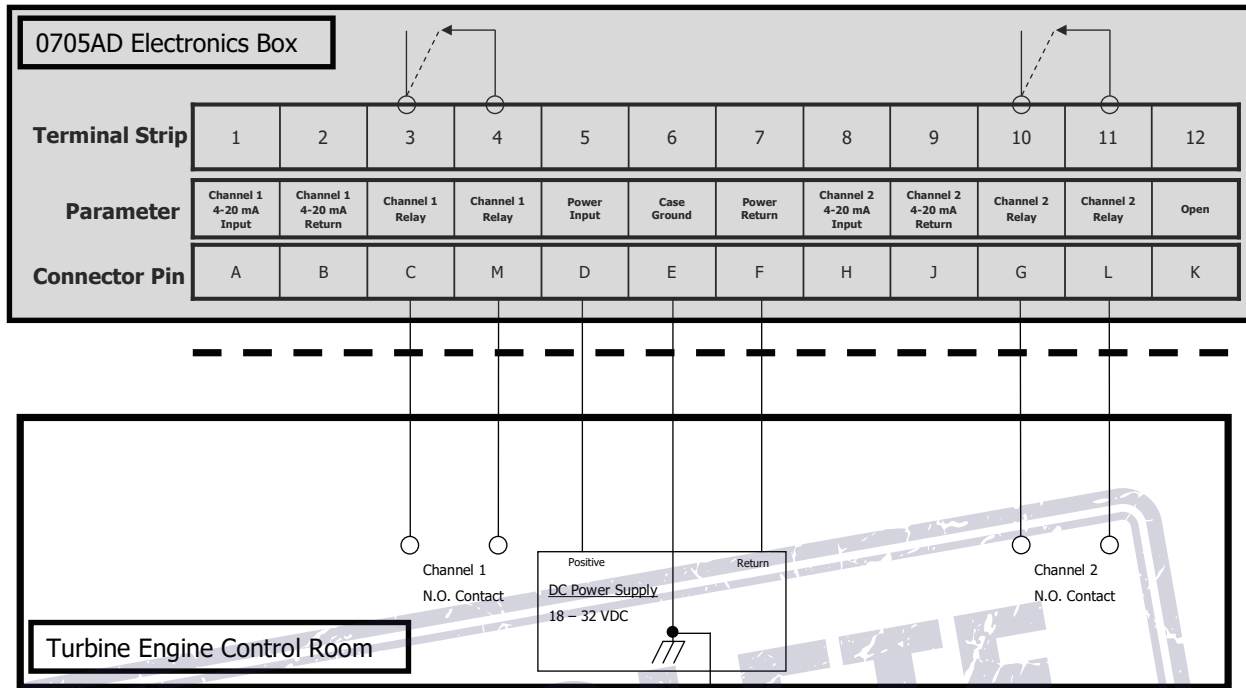 0705AD Electronics Box
Terminal Strip 1 2 3 4 5 6 7 8 9 10 11 12
Parameter
Channel 1
4-20 mA
Input
Channel 1
4-20 mA
Return
Channel 1
Relay
Channel 1
Relay
Power
Input
Case
Ground
Power
Return
Channel 2
4-20 mA
Input
Channel 2
4-20 mA
Return
Channel 2
Relay
Channel 2
Relay
Open
Connector Pin A B C M D E F H J G L K
Channel 1
N.O. Contact
Positive
Return
DC Power Supply
18 – 32 VDC
Channel 2
N.O. Contact
Turbine Engine Control Room